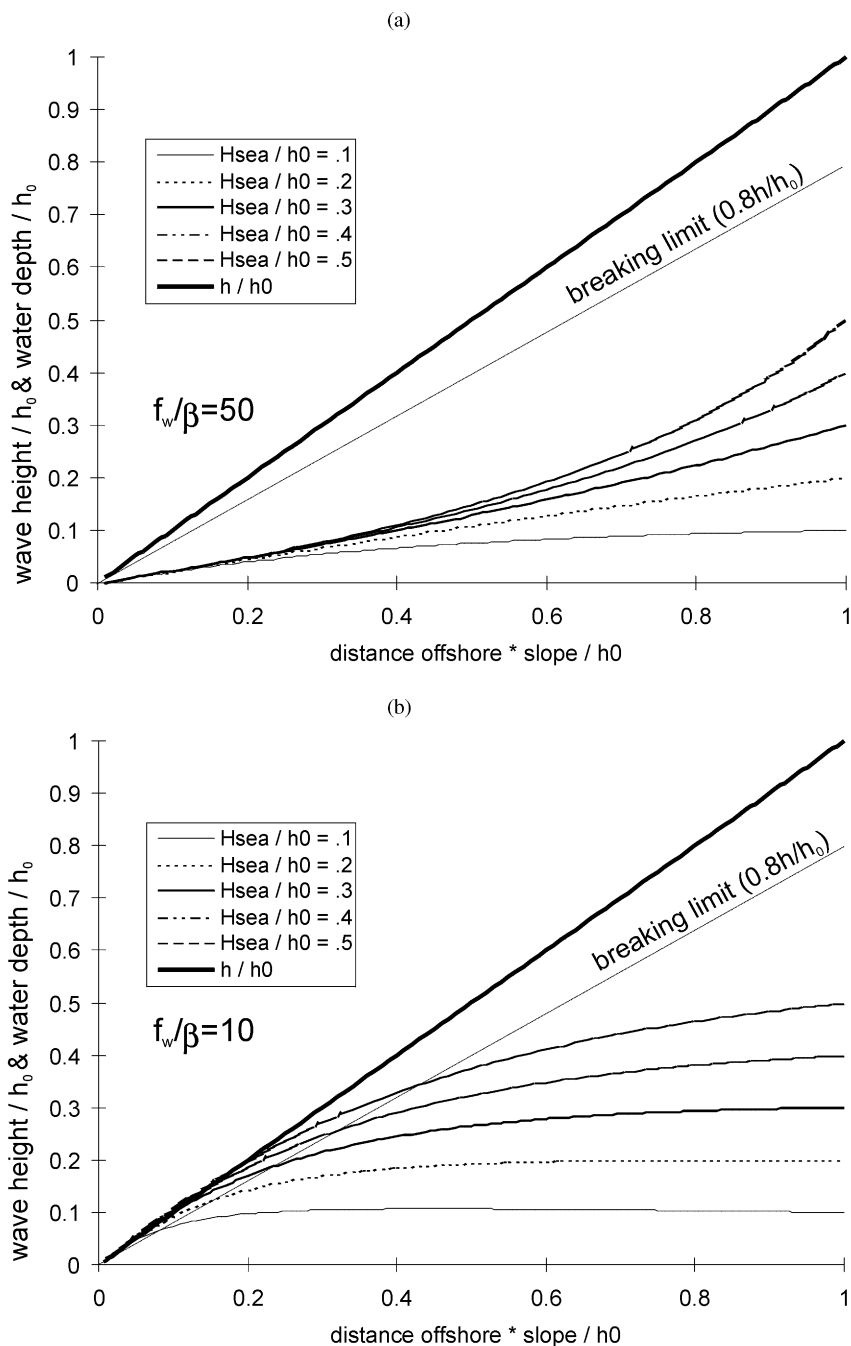 (a)
1
0.9
0.8
0.7
0.6
0.5
0.4
0.3
0.2
0.1
0
wave height / h₀ & water depth / h₀
Hsea / h0 = .1
Hsea / h0 = .2
Hsea / h0 = .3
Hsea / h0 = .4
Hsea / h0 = .5
h / h0
breaking limit (0.8h/h₀)
f_w/β=50
0 0.2 0.4 0.6 0.8 1
distance offshore * slope / h0
(b)
1
0.9
0.8
0.7
0.6
0.5
0.4
0.3
0.2
0.1
0
wave height / h₀ & water depth / h₀
Hsea / h0 = .1
Hsea / h0 = .2
Hsea / h0 = .3
Hsea / h0 = .4
Hsea / h0 = .5
h / h0
breaking limit (0.8h/h₀)
f_w/β=10
0 0.2 0.4 0.6 0.8 1
distance offshore * slope / h0